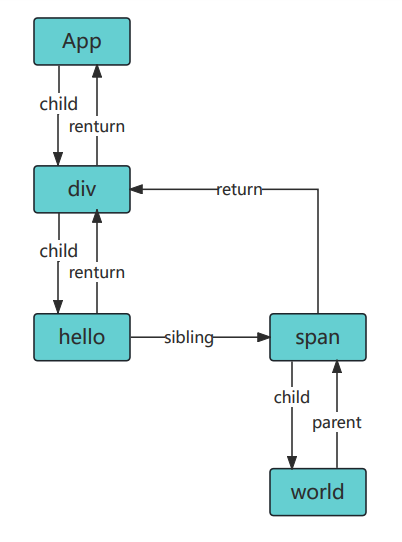 App
child
renturn
div
return
child
renturn
hello
sibling
span
child
parent
world